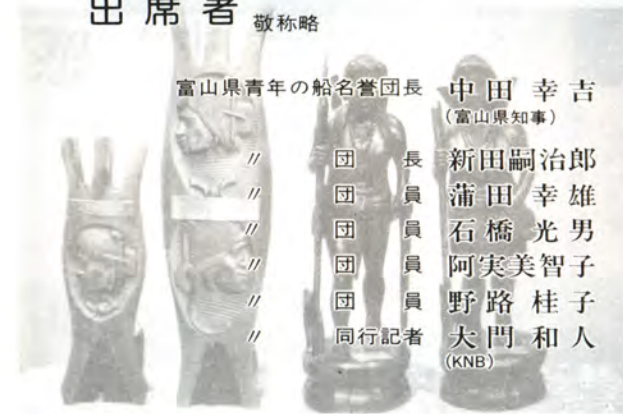 出席者 敬称略
富山県青年の船名誉団長 中田幸吉
(富山県知事)
〃 団長 新田嗣治郎
〃 団員 蒲田幸雄
〃 団員 石橋光男
〃 団員 阿実美智子
〃 団員 野路桂子
〃 同行記者 大門和人
(KNB)